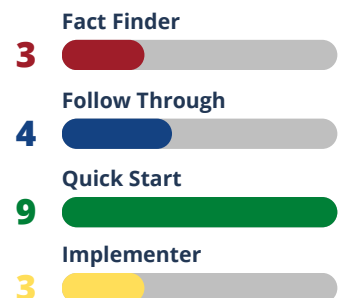 Fact Finder
3
Follow Through
4
Quick Start
9
Implementer
3